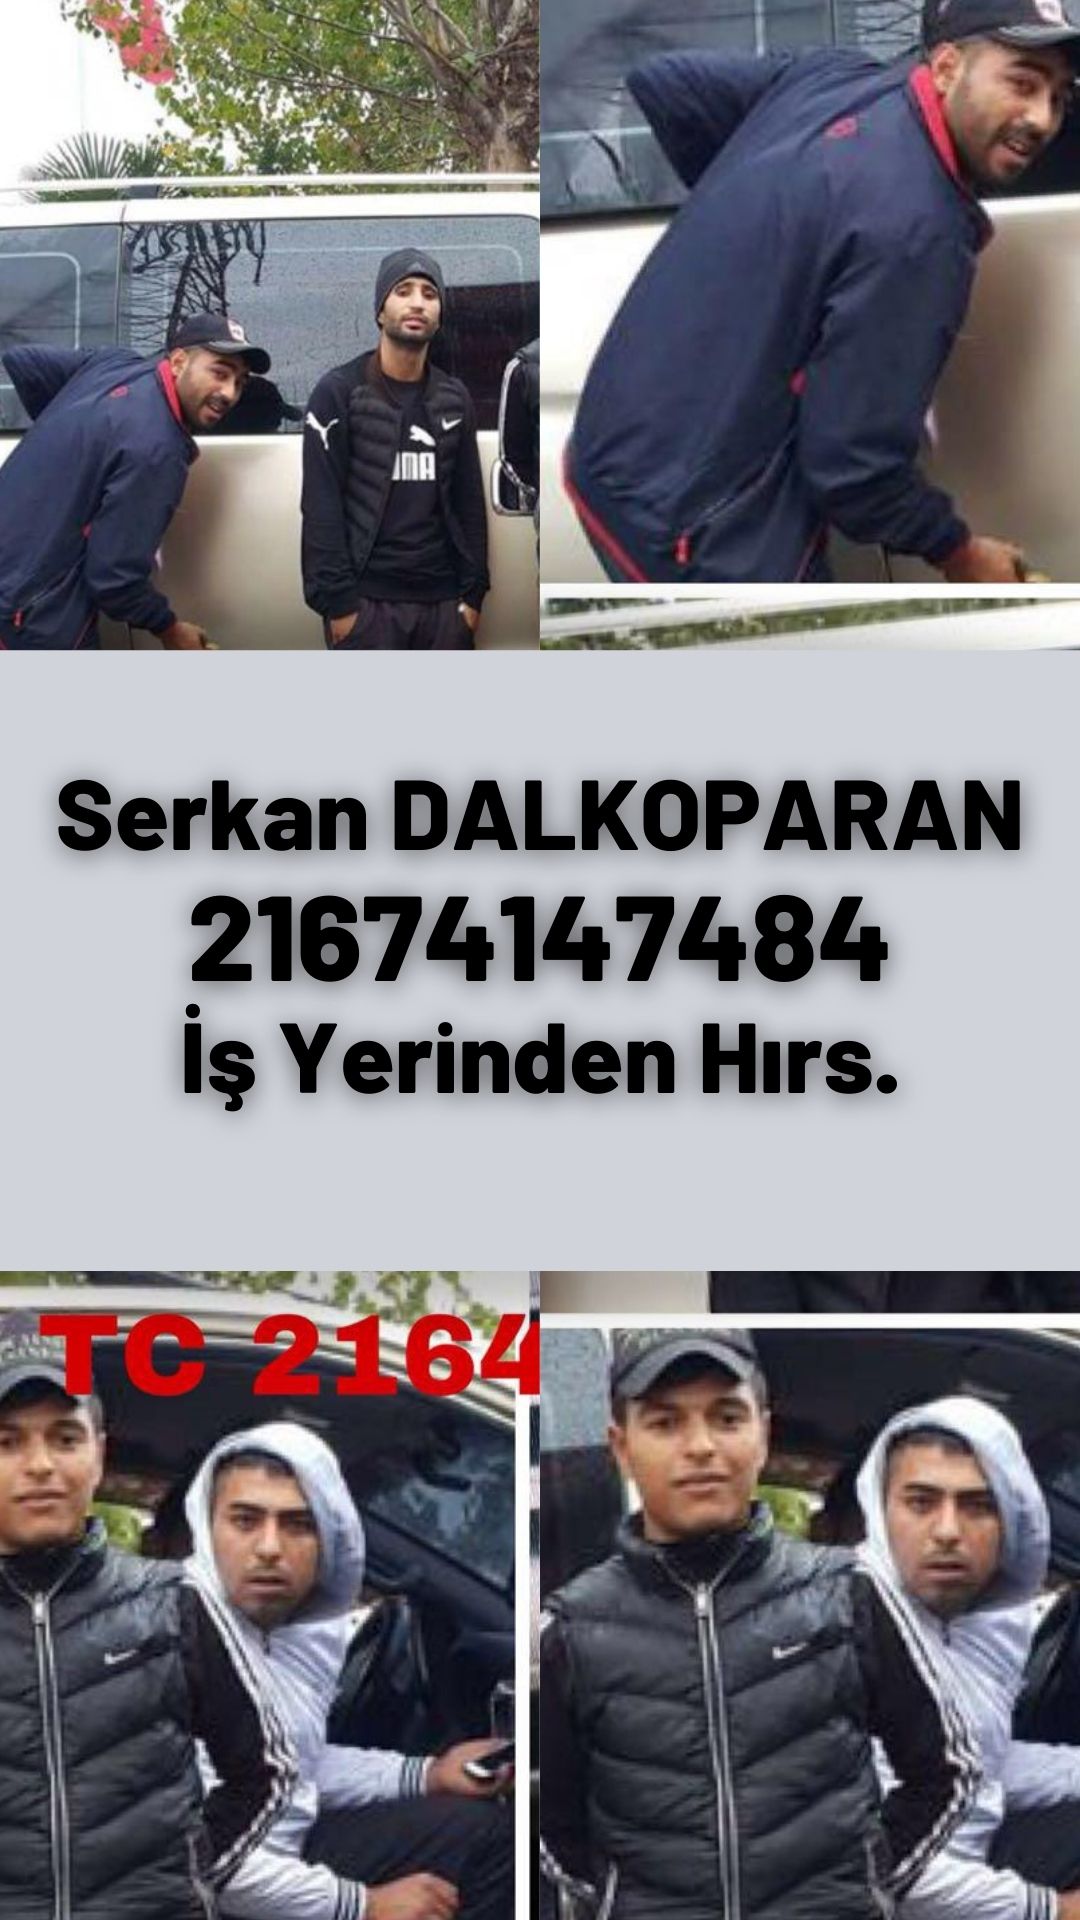 Serkan DALKOPARAN
21674147484
İş Yerinden Hırs.
TC 2164